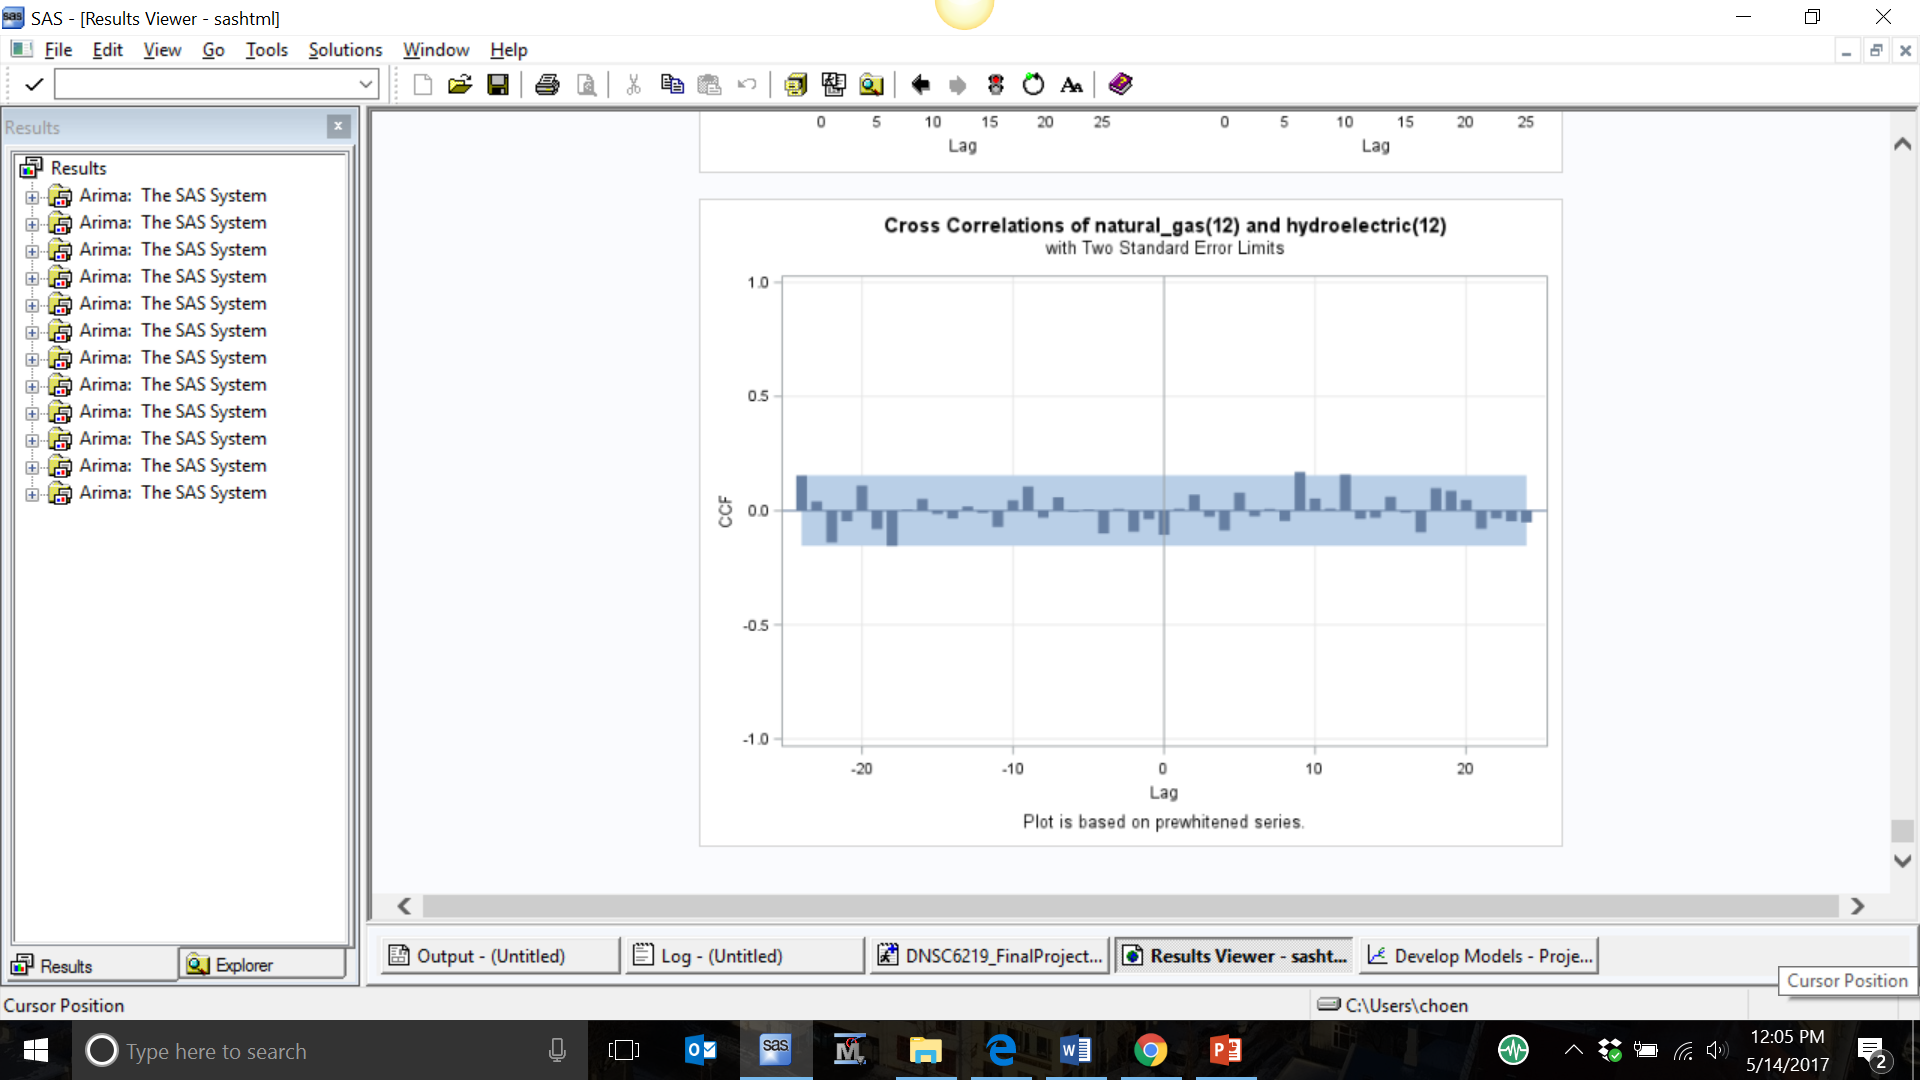 SAS - [Results Viewer - sashtml]
File Edit View Go Tools Solutions Window Help
Results
Results
Arima: The SAS System
Arima: The SAS System
Arima: The SAS System
Arima: The SAS System
Arima: The SAS System
Arima: The SAS System
Arima: The SAS System
Arima: The SAS System
Arima: The SAS System
Arima: The SAS System
Arima: The SAS System
Arima: The SAS System
Results Explorer
0 5 10 15 20 25 0 5 10 15 20 25
Lag Lag
Cross Correlations of natural_gas(12) and hydroelectric(12)
with Two Standard Error Limits
1.0
0.5
CCF
0.0
-0.5
-1.0
-20 -10 0 10 20
Lag
Plot is based on prewhitened series.
Output - (Untitled) Log - (Untitled) DNSC6219_FinalProject... Results Viewer - sasht... Develop Models - Proje...
Cursor Position
Cursor Position C:\Users\choen
Type here to search
12:05 PM
5/14/2017
2